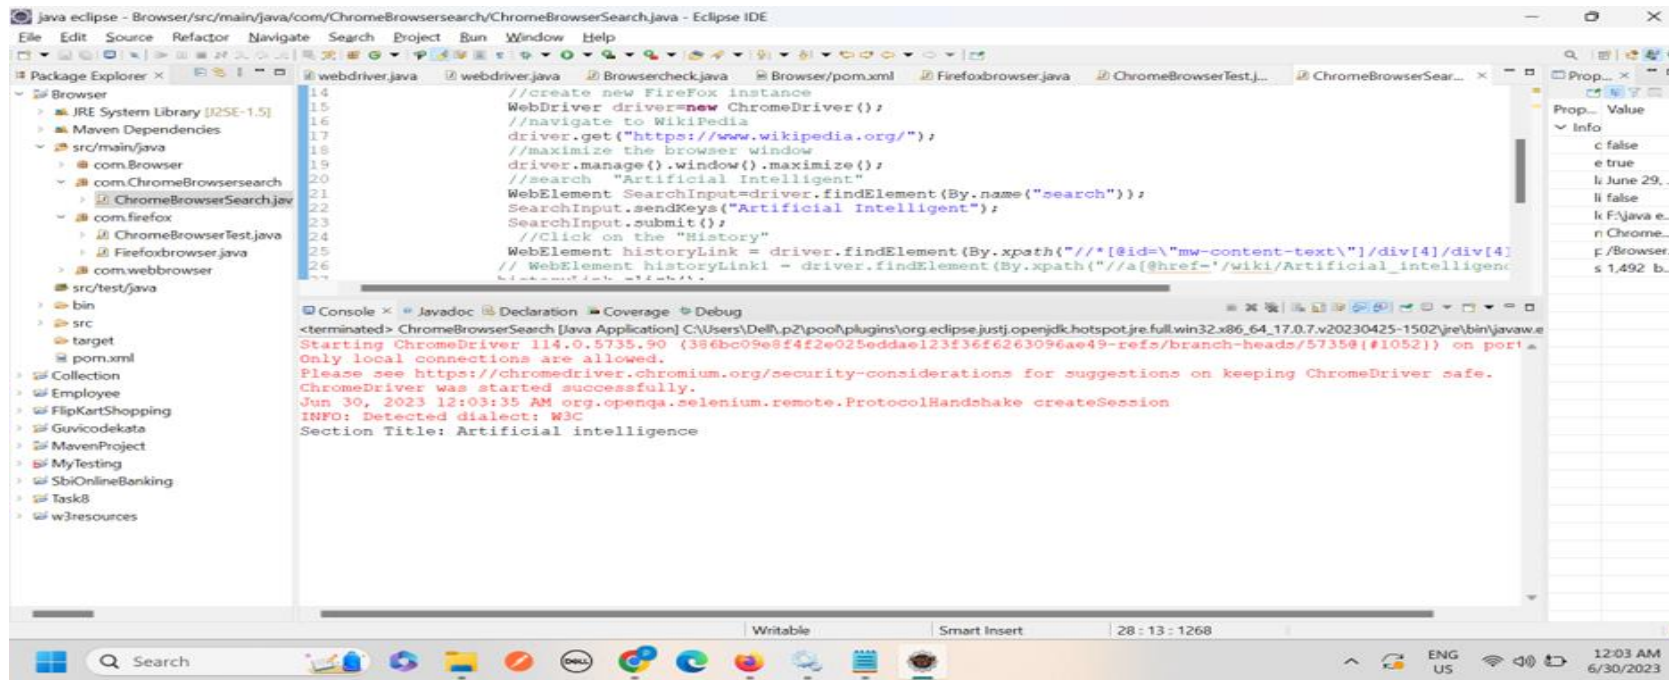 java eclipse - Browser/src/main/java/com/ChromeBrowsersearch/ChromeBrowserSearch.java - Eclipse IDE
File Edit Source Refactor Navigate Search Project Run Window Help
Package Explorer
webdriver.java webdriver.java Browsercheck.java Browser/pom.xml Firefoxbrowser.java ChromeBrowserTest.j... ChromeBrowserSear...
Browser
JRE System Library [J2SE-1.5]
Maven Dependencies
src/main/java
com.Browser
com.ChromeBrowsersearch
ChromeBrowserSearch.jav
com.firefox
ChromeBrowserTest.java
Firefoxbrowser.java
com.webbrowser
src/test/java
bin
src
target
pom.xml
Collection
Employee
FlipKartShopping
Guvicodekata
MavenProject
MyTesting
SbiOnlineBanking
Task8
w3resources
14 //create new FireFox instance
15 WebDriver driver=new ChromeDriver();
16 //navigate to WikiPedia
17 driver.get("https://www.wikipedia.org/");
18 //maximize the browser window
19 driver.manage().window().maximize();
20 //search "Artificial Intelligent"
21 WebElement SearchInput=driver.findElement(By.name("search"));
22 SearchInput.sendKeys("Artificial Intelligent");
23 SearchInput.submit();
24 //Click on the "History"
25 WebElement historyLink = driver.findElement(By.xpath("//*[@id=\"mw-content-text\"]/div[4]/div[4]
26 // WebElement historyLink1 = driver.findElement(By.xpath("//a[@href='/wiki/Artificial_intelligenc
Console Javadoc Declaration Coverage Debug
<terminated> ChromeBrowserSearch [Java Application] C:\Users\Dell\.p2\pool\plugins\org.eclipse.justj.openjdk.hotspot.jre.full.win32.x86_64_17.0.7.v20230425-1502\jre\bin\javaw.e
Starting ChromeDriver 114.0.5735.90 (386bc09e8f4f2e025eddae123f36f6263096ae49-refs/branch-heads/5735@{#1052}) on port
Only local connections are allowed.
Please see https://chromedriver.chromium.org/security-considerations for suggestions on keeping ChromeDriver safe.
ChromeDriver was started successfully.
Jun 30, 2023 12:03:35 AM org.openqa.selenium.remote.ProtocolHandshake createSession
INFO: Detected dialect: W3C
Section Title: Artificial intelligence
Prop...
Prop... Value
Info
c false
e true
la June 29, ..
li false
lc F:\java e..
n Chrome...
p /Browser
s 1,492 b..
Writable Smart Insert 28 : 13 : 1268
Search
DELL
ENG
US
12:03 AM
6/30/2023